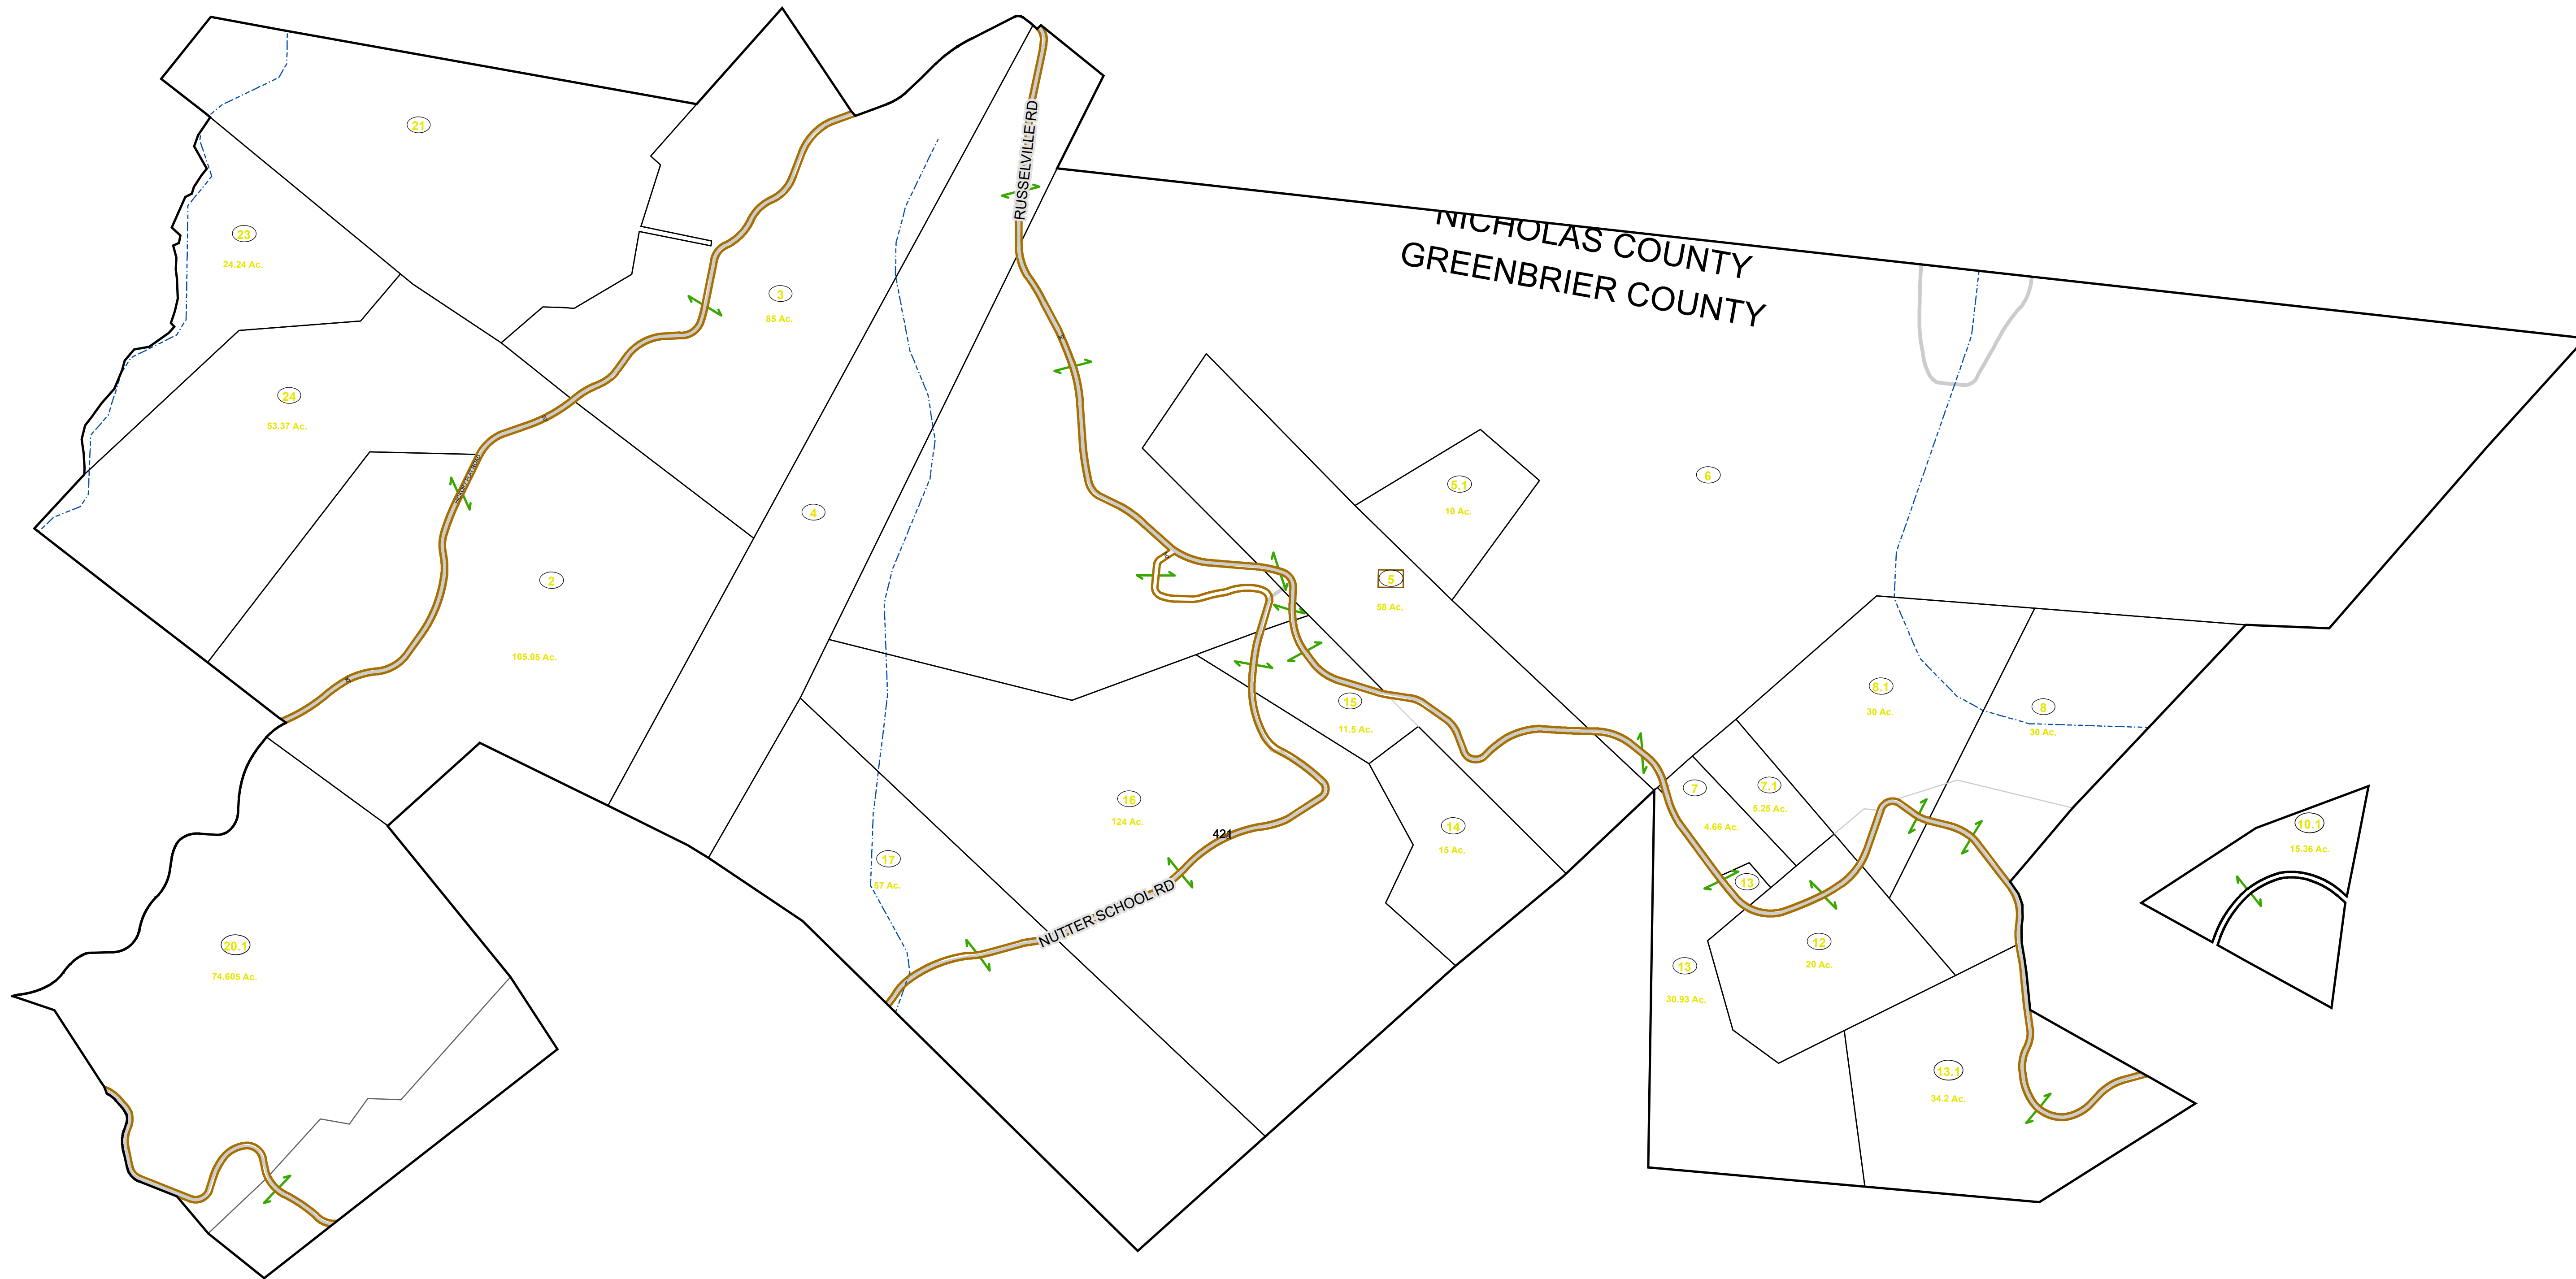 RUSSELVILLE RD
21
NICHOLAS COUNTY
GREENBRIER COUNTY
23
24.24 Ac.
3
85 Ac.
24
53.37 Ac.
6
5.1
10 Ac.
4
2
105.05 Ac.
5
58 Ac.
8.1
30 Ac.
8
30 Ac.
15
11.5 Ac.
7
4.66 Ac.
7.1
5.25 Ac.
16
124 Ac.
421
14
15 Ac.
10.1
15.36 Ac.
17
57 Ac.
13
NUTTER SCHOOL RD
12
20 Ac.
20.1
74.605 Ac.
13
30.93 Ac.
13.1
34.2 Ac.